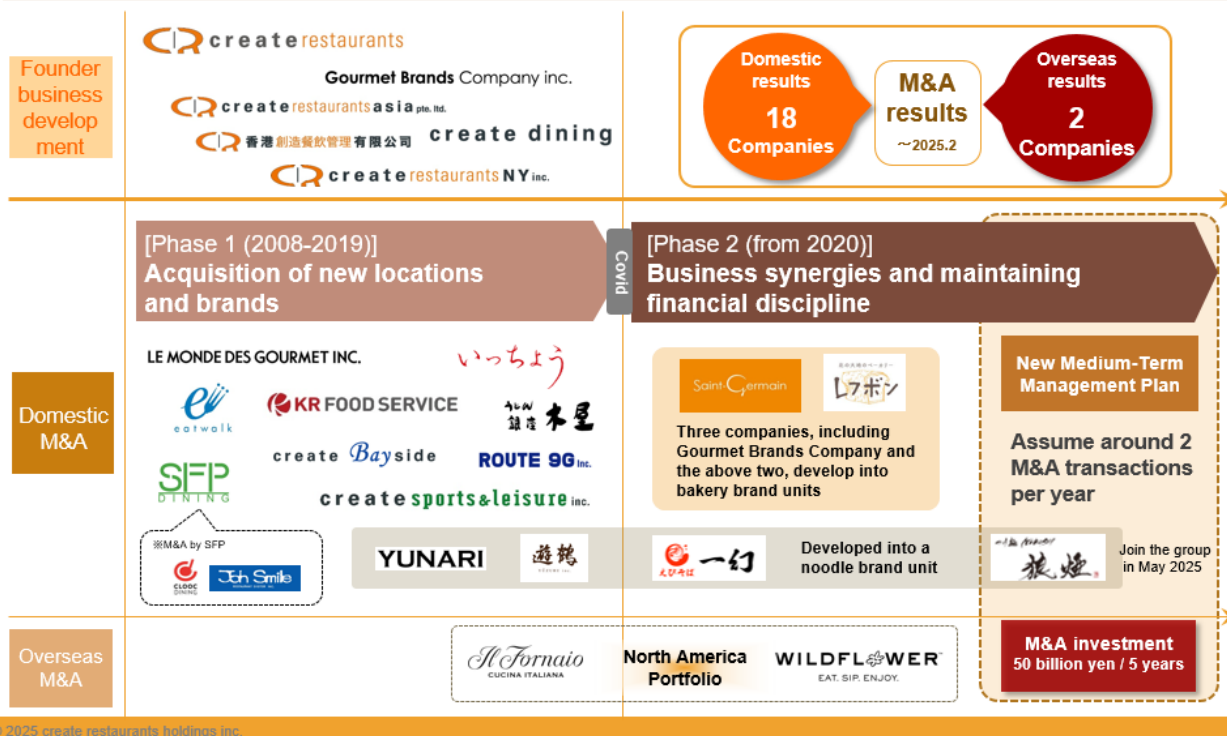 Founder
business
develop
ment
create restaurants
Gourmet Brands Company inc.
create restaurants asia pte. ltd.
香港創造餐飲管理有限公司
create dining
create restaurants NY inc.
Domestic
results
18
Companies
M&A
results
～2025.2
Overseas
results
2
Companies
[Phase 1 (2008-2019)]
Acquisition of new locations
and brands
Covid
[Phase 2 (from 2020)]
Business synergies and maintaining
financial discipline
Domestic
M&A
LE MONDE DES GOURMET INC.
いっちょう
eatwalk
KR FOOD SERVICE
銀座 木屋
create Bayside
ROUTE 9G Inc.
SFP
DINING
create sports & leisure inc.
※M&A by SFP
CLOOC
DINING
Joh Smile
YUNARI
遊鶴
Saint-Germain
レフボン
Three companies, including
Gourmet Brands Company and
the above two, develop into
bakery brand units
えびそば
一幻
Developed into a
noodle brand unit
New Medium-Term
Management Plan
Assume around 2
M&A transactions
per year
狼煙
Join the group
in May 2025
Overseas
M&A
Il Fornaio
CUCINA ITALIANA
North America
Portfolio
WILDFLOWER
EAT. SIP. ENJOY.
M&A investment
50 billion yen / 5 years
2025 create restaurants holdings inc.